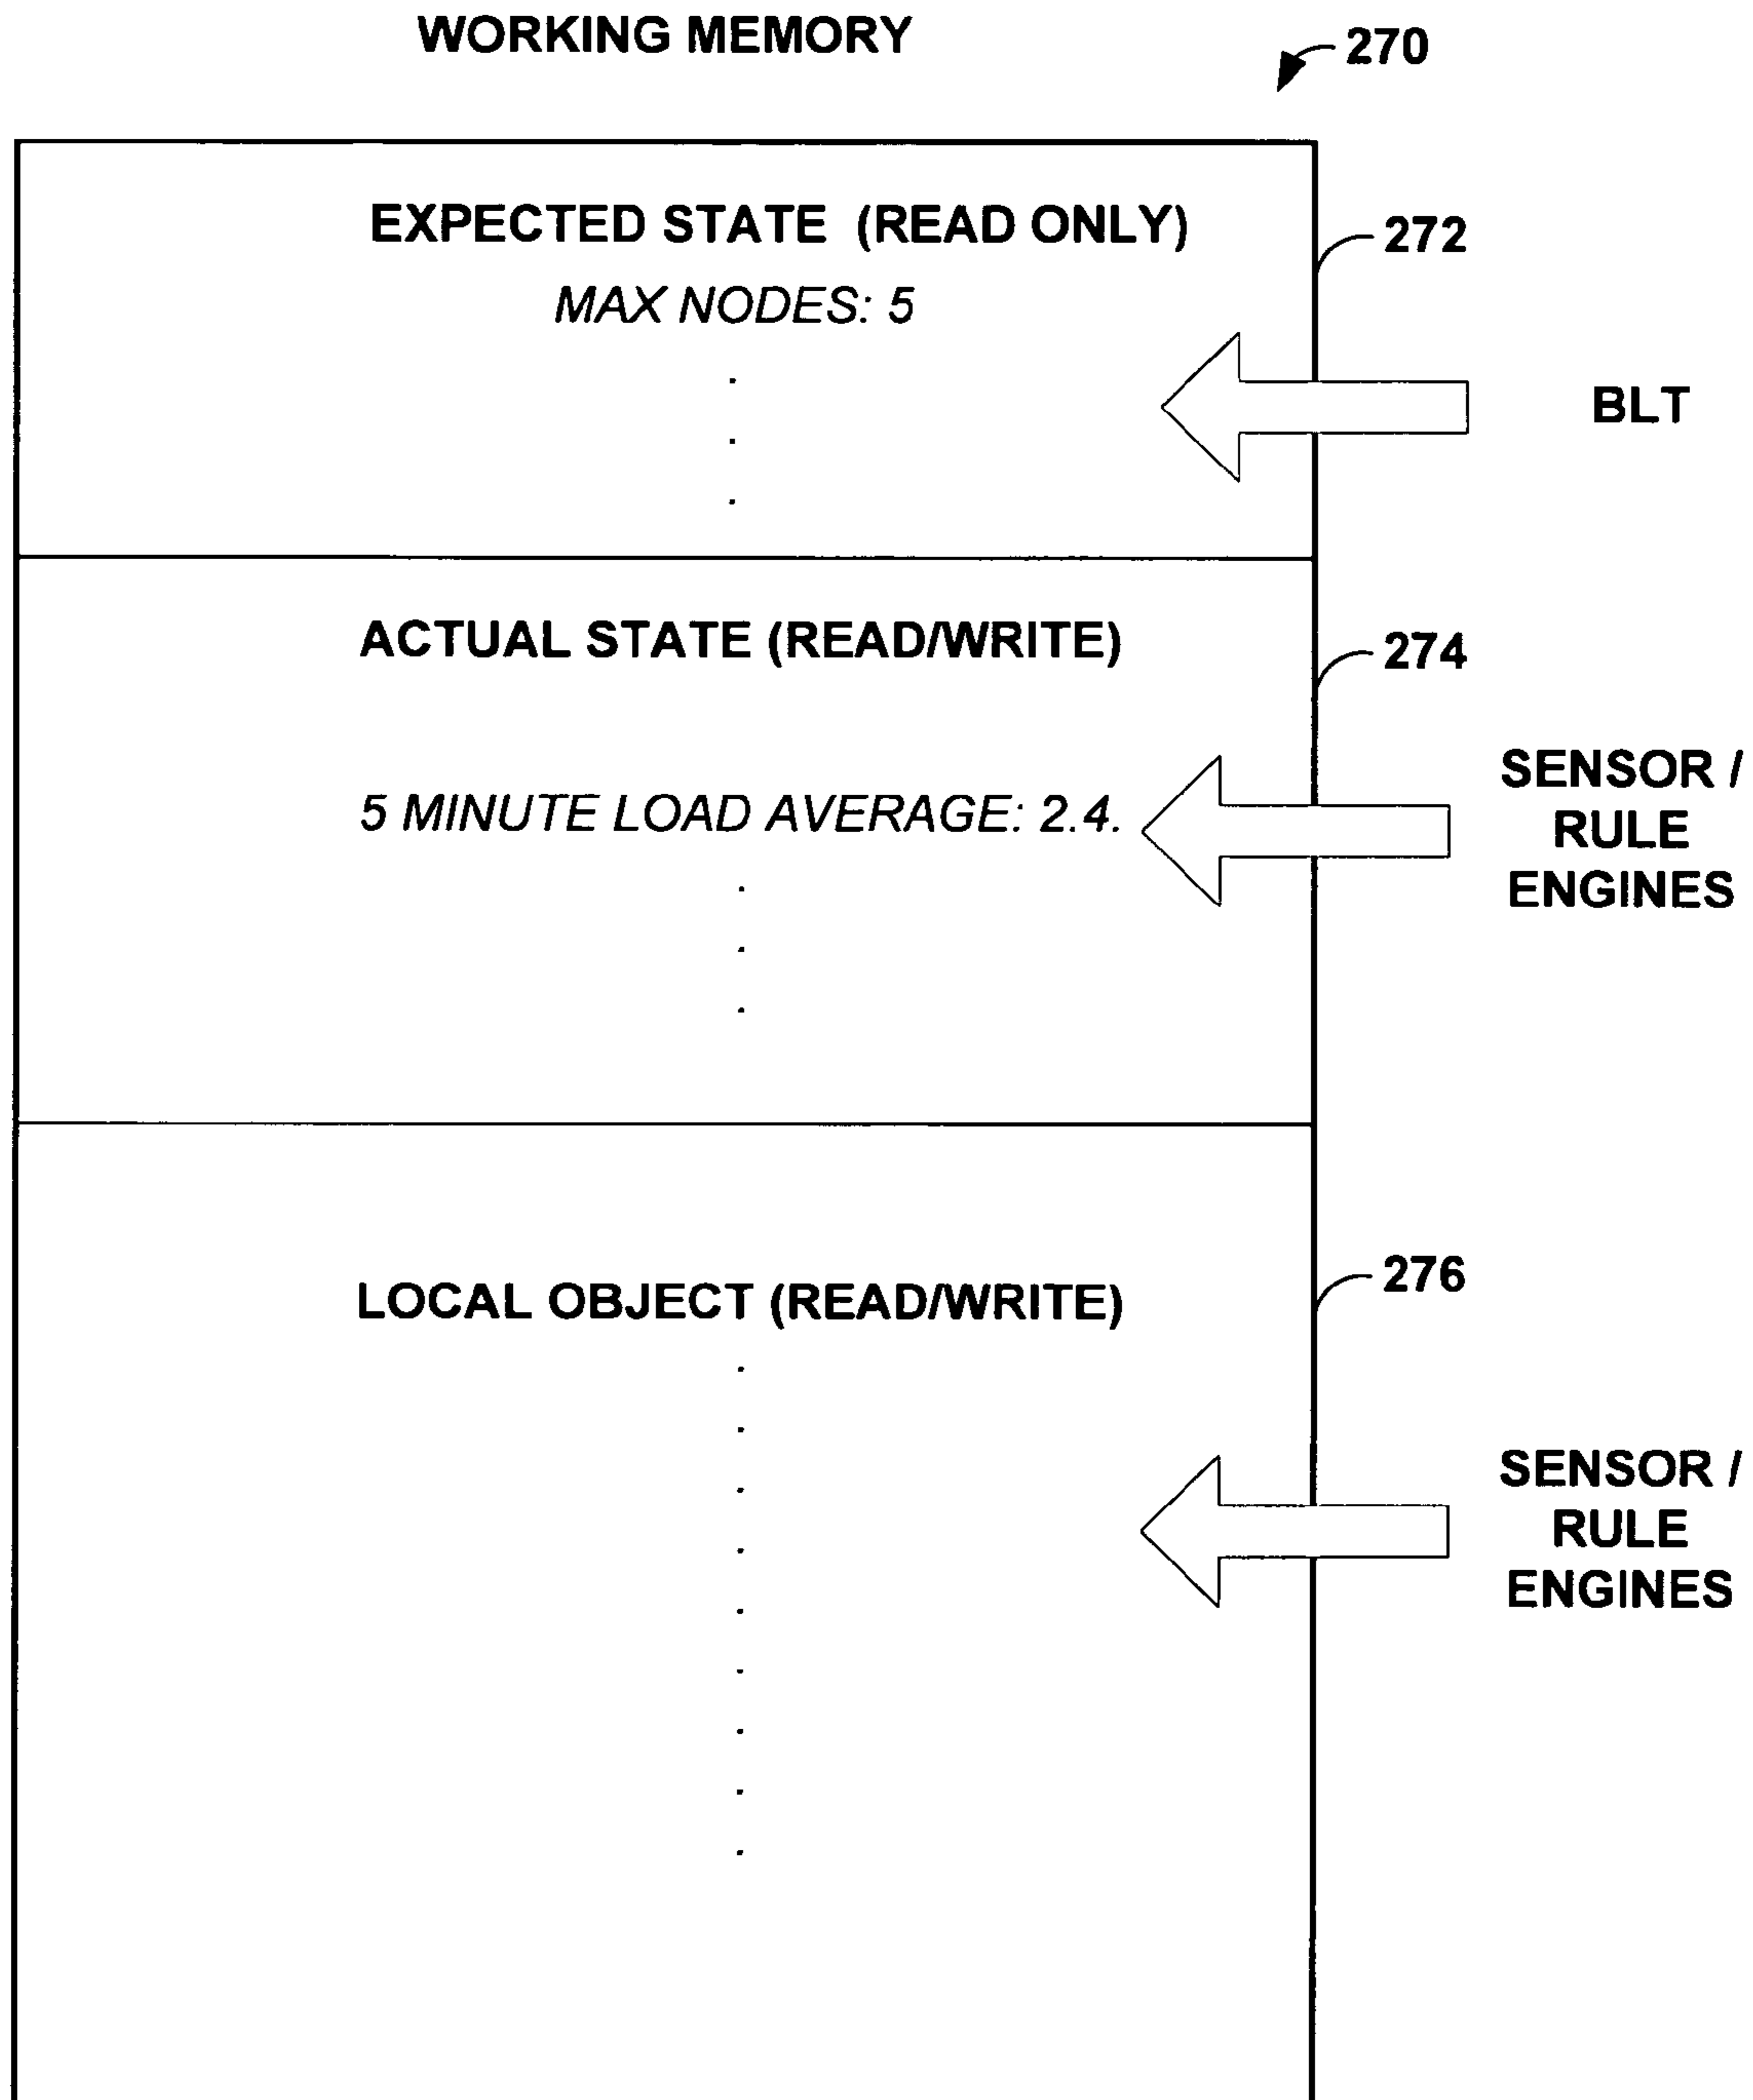 WORKING MEMORY
270
EXPECTED STATE (READ ONLY)
272
MAX NODES: 5
BLT
ACTUAL STATE (READ/WRITE)
274
5 MINUTE LOAD AVERAGE: 2.4.
SENSOR /
RULE
ENGINES
LOCAL OBJECT (READ/WRITE)
276
SENSOR /
RULE
ENGINES